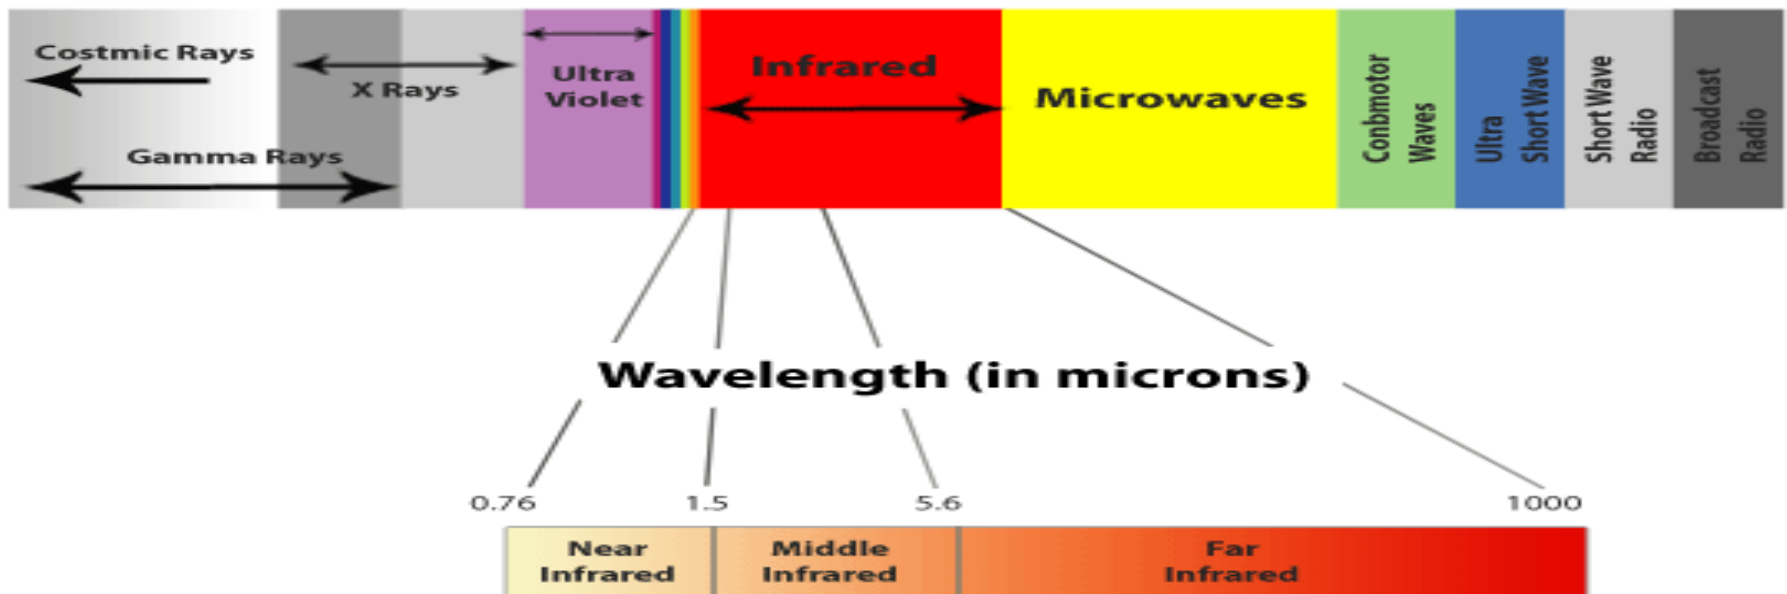 Costmic Rays
X Rays
Gamma Rays
Ultra
Violet
Infrared
Microwaves
Conbmotor
Waves
Ultra
Short Wave
Short Wave
Radio
Broadcast
Radio
Wavelength (in microns)
0.76 1.5 5.6 1000
Near
Infrared
Middle
Infrared
Far
Infrared